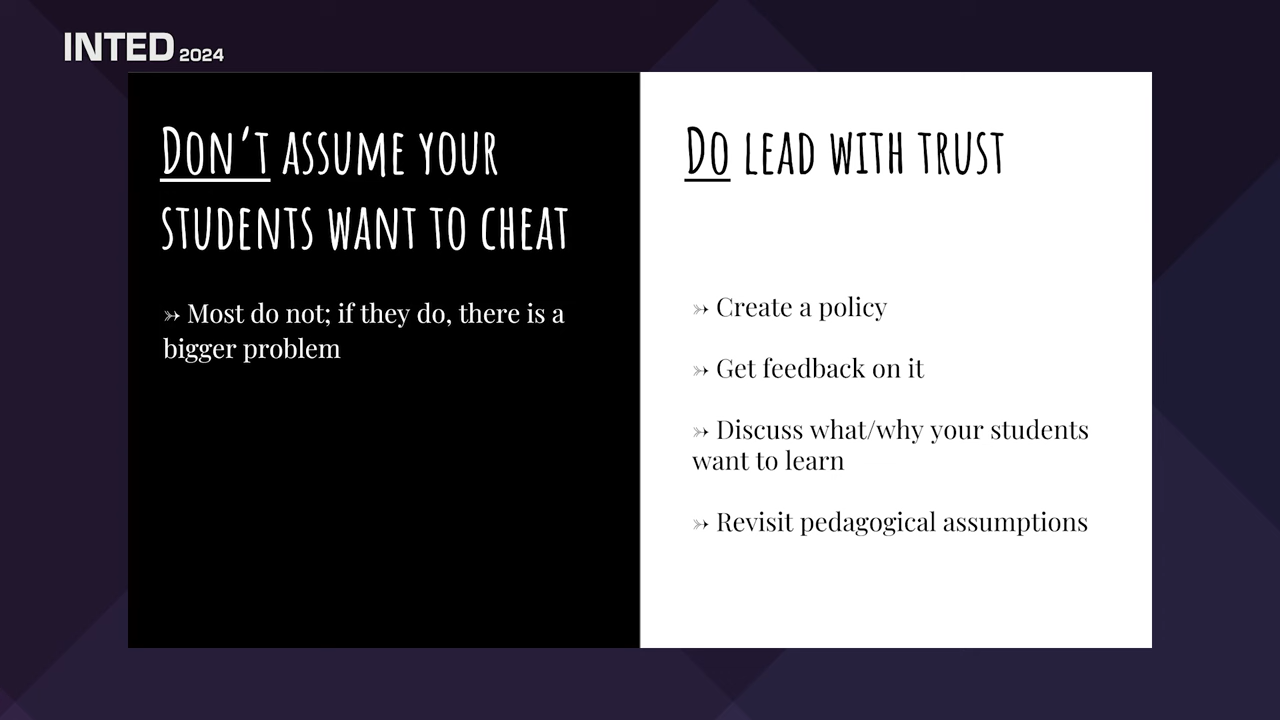 INTED 2024
Don't assume your
students want to cheat
➳ Most do not; if they do, there is a
bigger problem
Do lead with trust
➳ Create a policy
➳ Get feedback on it
➳ Discuss what/why your students
want to learn
➳ Revisit pedagogical assumptions